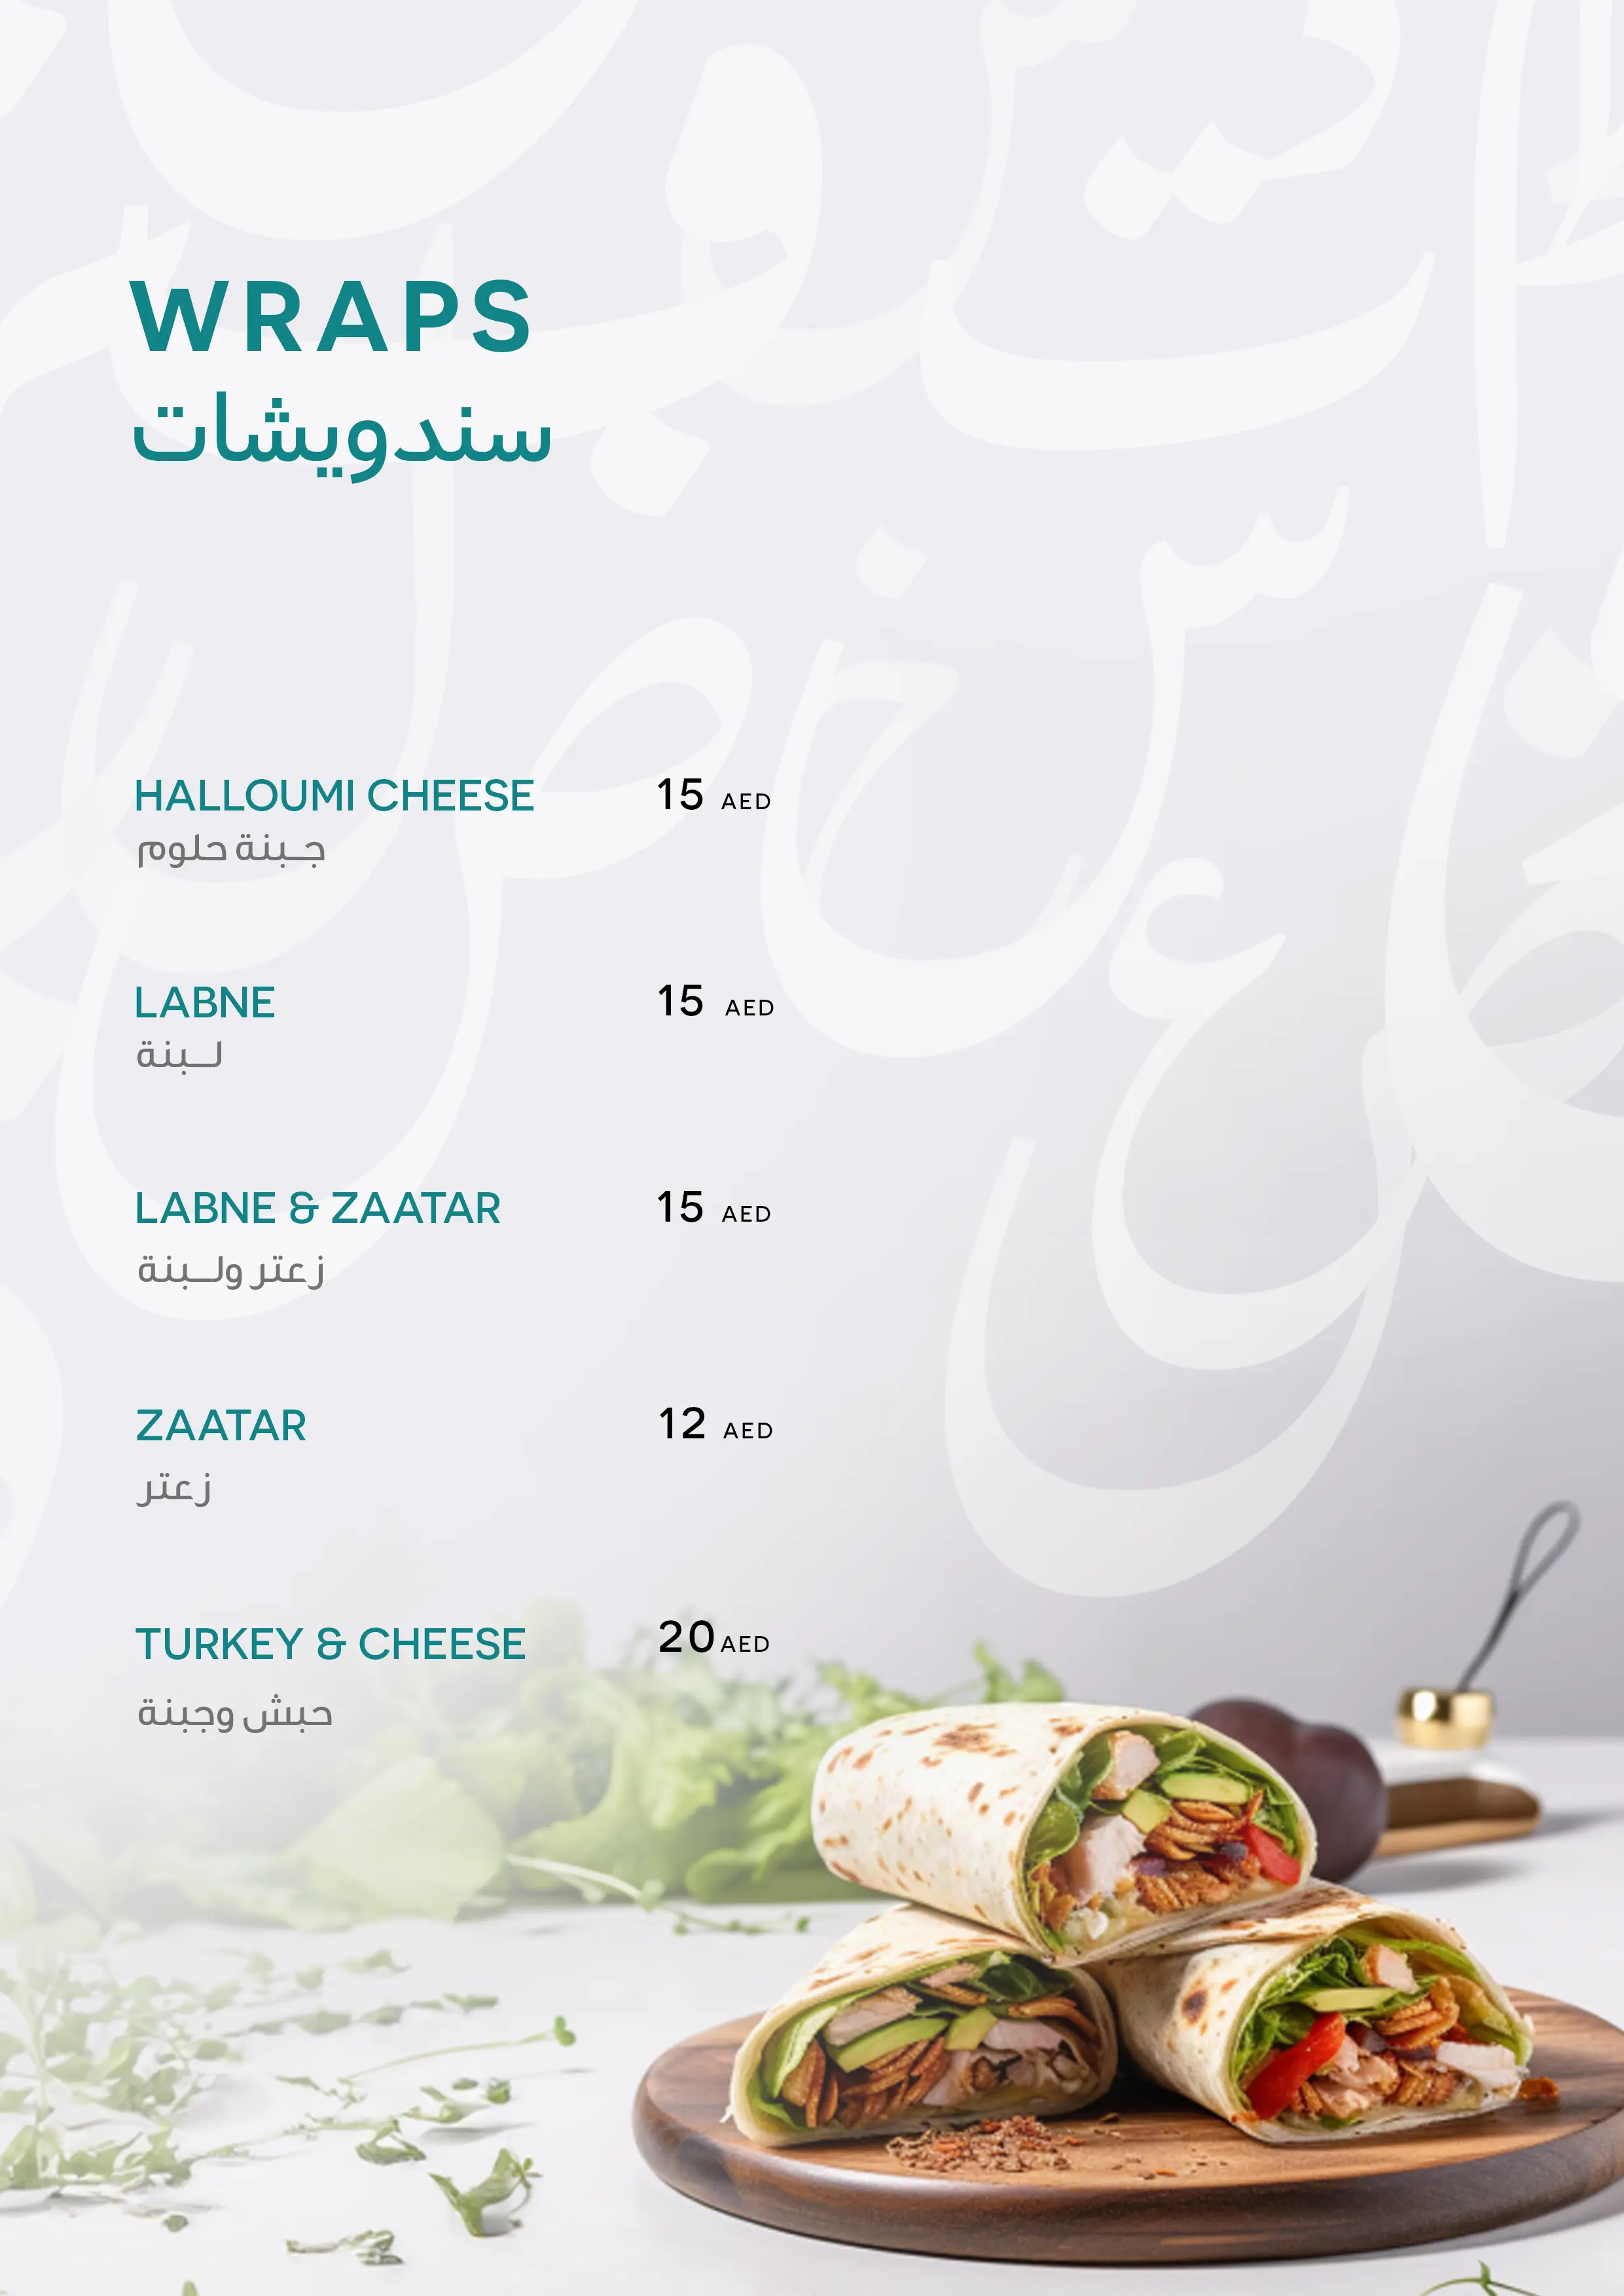 WRAPS
سندويشات
HALLOUMI CHEESE 15 AED
جـبنة حلوم
LABNE 15 AED
لـبنة
LABNE & ZAATAR 15 AED
زعتر ولـبنة
ZAATAR 12 AED
زعتر
TURKEY & CHEESE 20 AED
حبش وجبنة